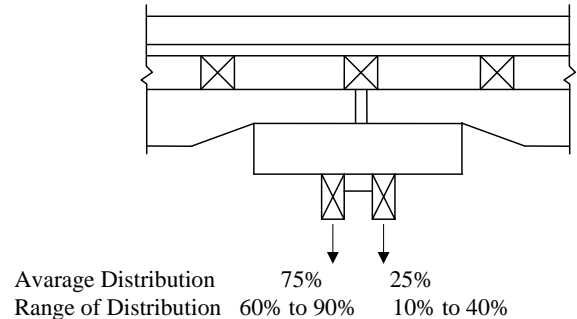 Avarage Distribution 75% 25%
Range of Distribution 60% to 90% 10% to 40%